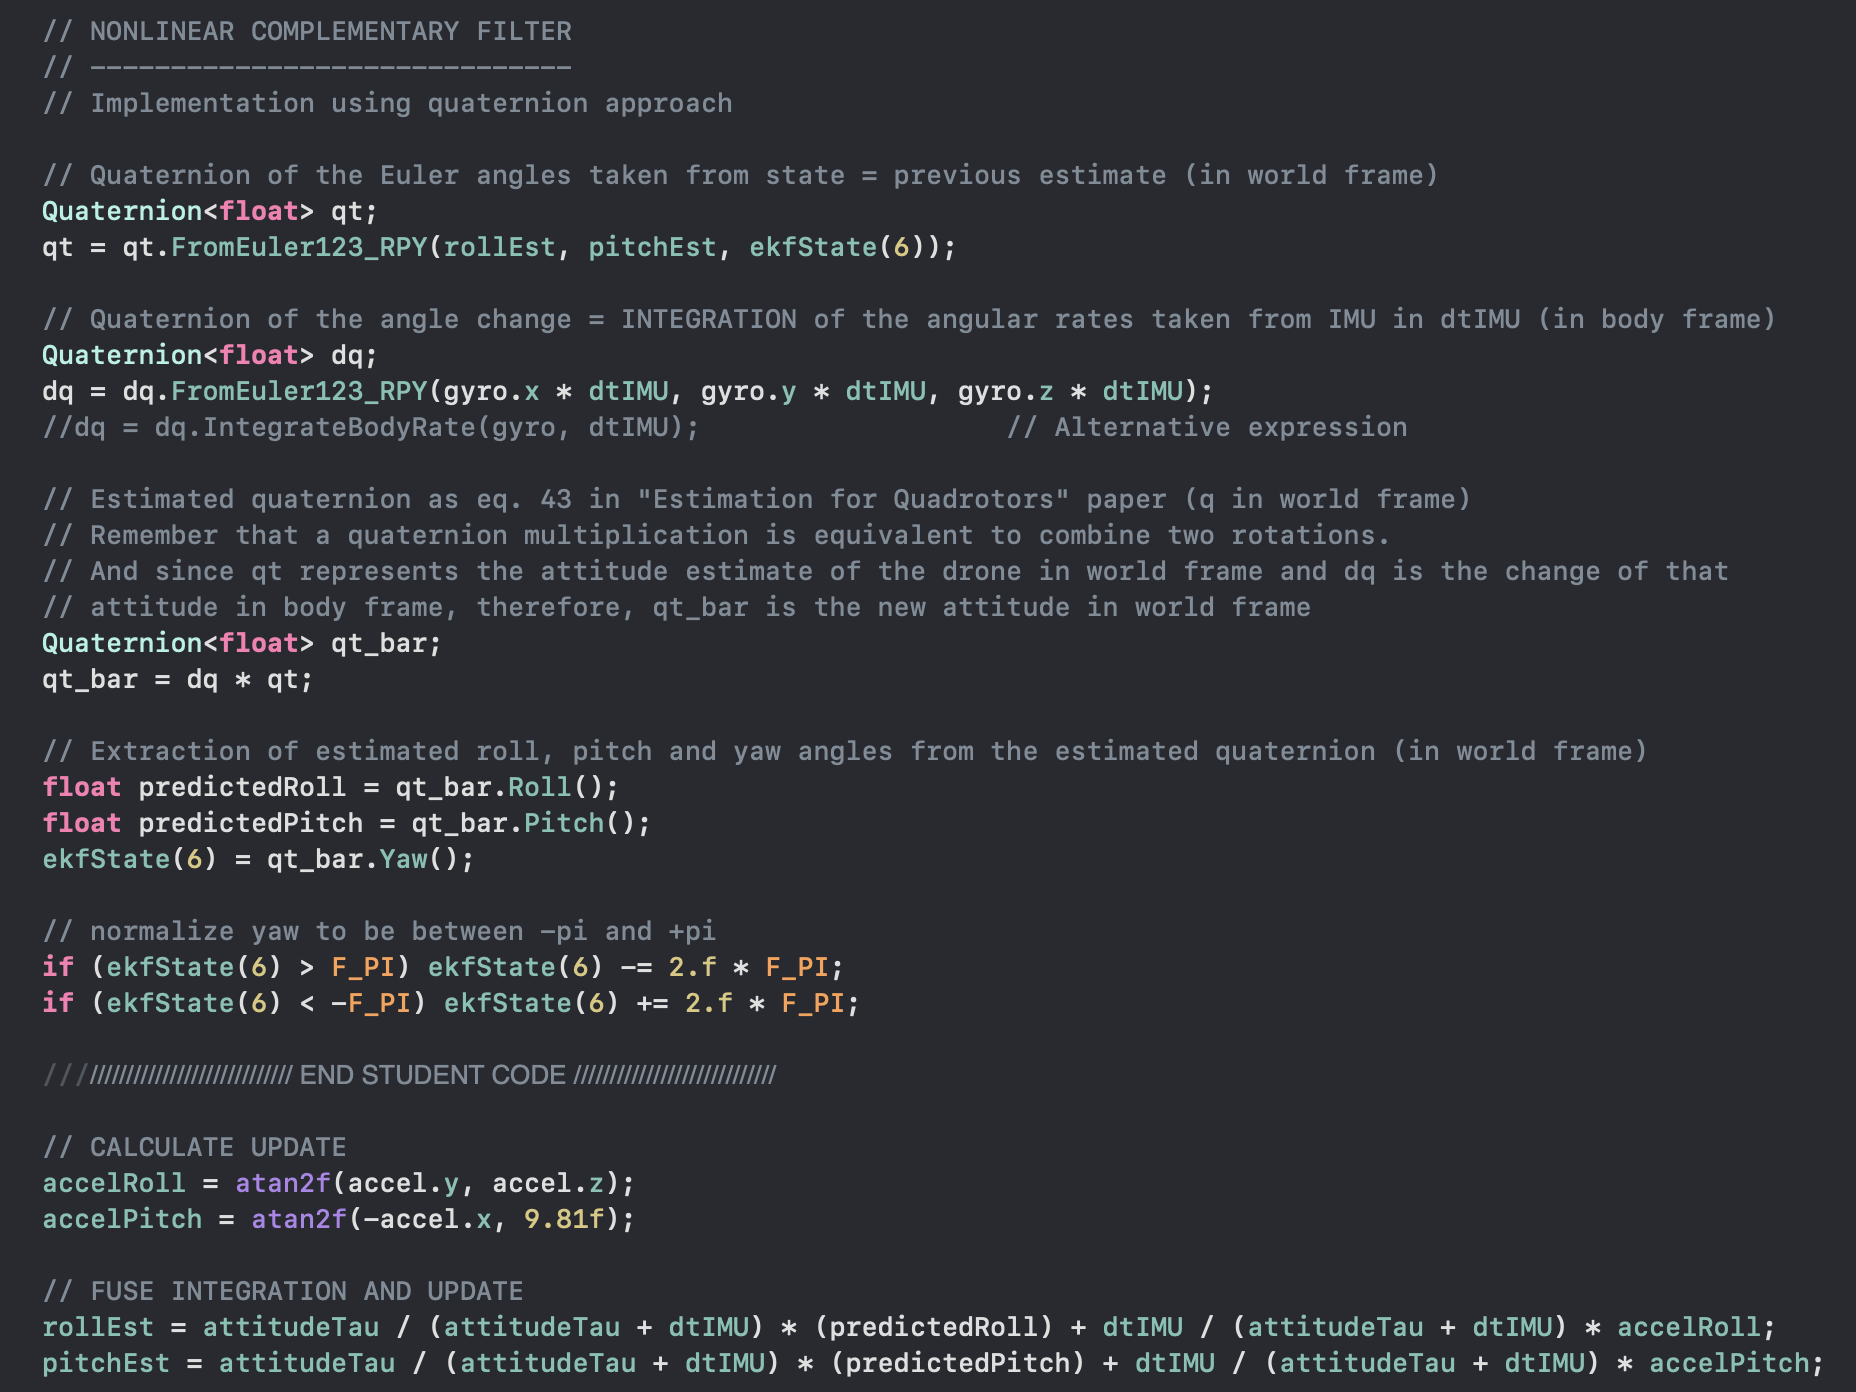 // NONLINEAR COMPLEMENTARY FILTER
// ------------------------------
// Implementation using quaternion approach
// Quaternion of the Euler angles taken from state = previous estimate (in world frame)
Quaternion<float> qt;
qt = qt.FromEuler123_RPY(rollEst, pitchEst, ekfState(6));
// Quaternion of the angle change = INTEGRATION of the angular rates taken from IMU in dtIMU (in body frame)
Quaternion<float> dq;
dq = dq.FromEuler123_RPY(gyro.x * dtIMU, gyro.y * dtIMU, gyro.z * dtIMU);
//dq = dq.IntegrateBodyRate(gyro, dtIMU);                   // Alternative expression
// Estimated quaternion as eq. 43 in "Estimation for Quadrotors" paper (q in world frame)
// Remember that a quaternion multiplication is equivalent to combine two rotations.
// And since qt represents the attitude estimate of the drone in world frame and dq is the change of that
// attitude in body frame, therefore, qt_bar is the new attitude in world frame
Quaternion<float> qt_bar;
qt_bar = dq * qt;
// Extraction of estimated roll, pitch and yaw angles from the estimated quaternion (in world frame)
float predictedRoll = qt_bar.Roll();
float predictedPitch = qt_bar.Pitch();
ekfState(6) = qt_bar.Yaw();
// normalize yaw to be between -pi and +pi
if (ekfState(6) > F_PI) ekfState(6) -= 2.f * F_PI;
if (ekfState(6) < -F_PI) ekfState(6) += 2.f * F_PI;
/////////////////////////////// END STUDENT CODE ////////////////////////////
// CALCULATE UPDATE
accelRoll = atan2f(accel.y, accel.z);
accelPitch = atan2f(-accel.x, 9.81f);
// FUSE INTEGRATION AND UPDATE
rollEst = attitudeTau / (attitudeTau + dtIMU) * (predictedRoll) + dtIMU / (attitudeTau + dtIMU) * accelRoll;
pitchEst = attitudeTau / (attitudeTau + dtIMU) * (predictedPitch) + dtIMU / (attitudeTau + dtIMU) * accelPitch;